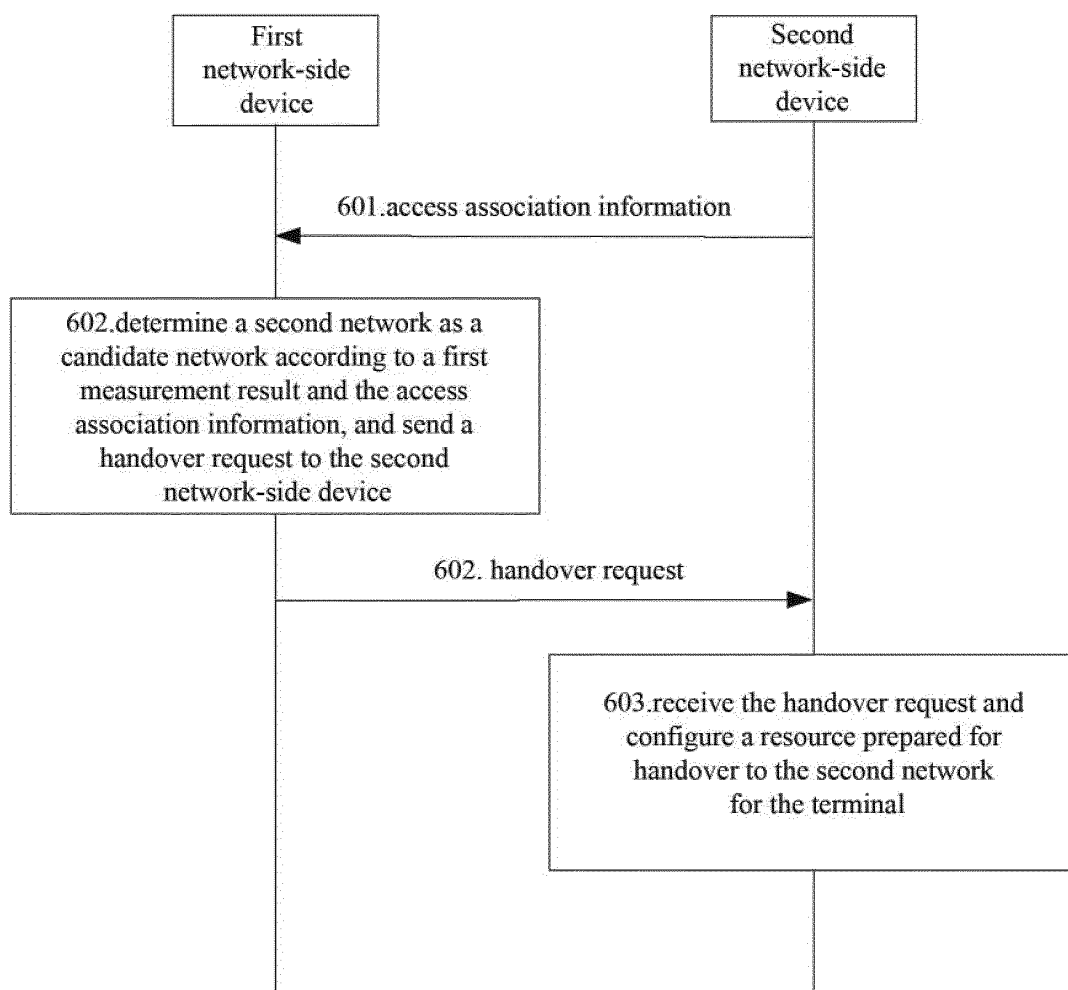 First
network-side
device
Second
network-side
device
601.access association information
602.determine a second network as a
candidate network according to a first
measurement result and the access
association information, and send a
handover request to the second
network-side device
602. handover request
603.receive the handover request and
configure a resource prepared for
handover to the second network
for the terminal